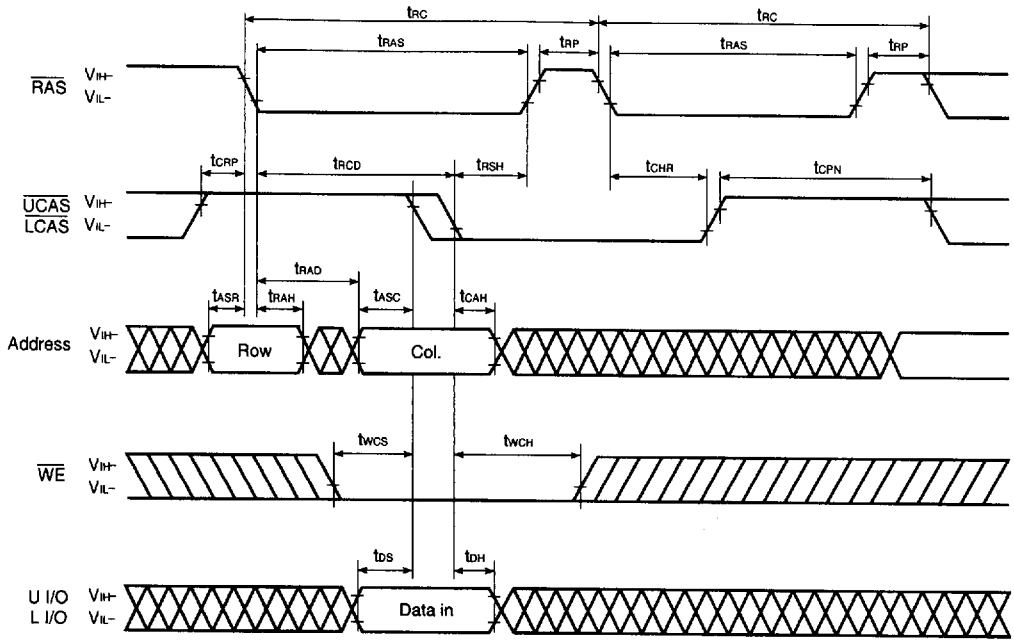 tRC tRC
tRAS tRP tRAS tRP
RAS VIH–
VIL–
tCRP tRCD tRSH tCHR tCPN
UCAS VIH–
LCAS VIL–
tRAD
tASR tRAH tASC tCAH
Address VIH–
VIL–
Row Col.
tWCS tWCH
WE VIH–
VIL–
tDS tDH
U I/O VIH–
L I/O VIL–
Data in